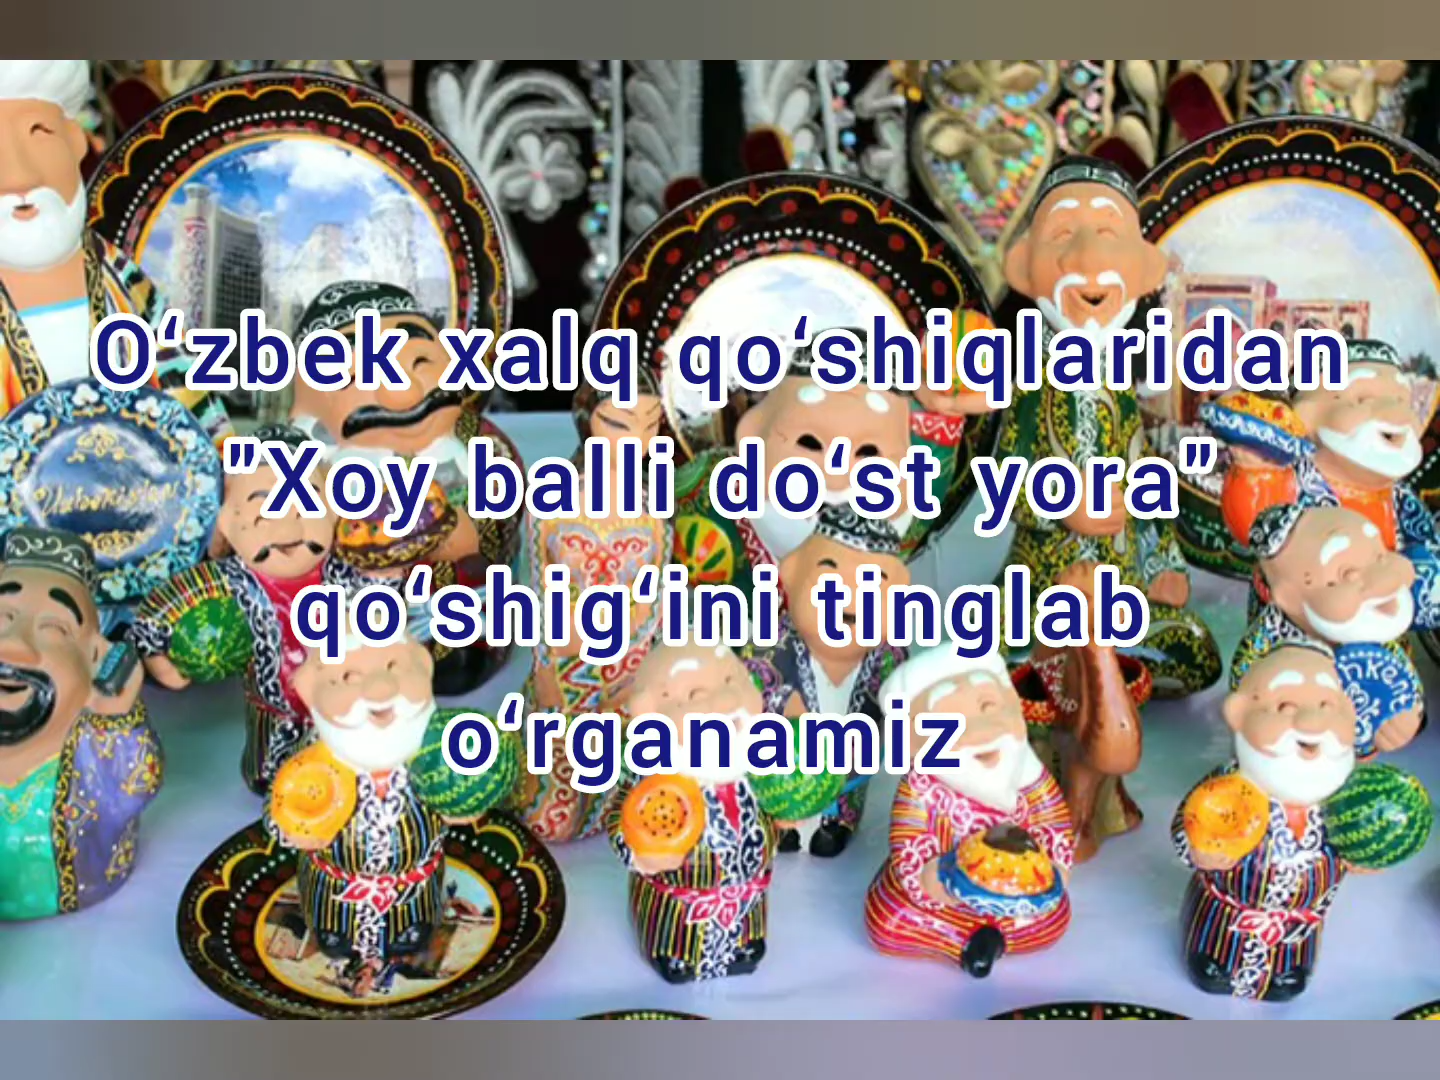 O‘zbek xalq qo‘shiqlaridan
"Xoy balli do‘st yora"
qo‘shig‘ini tinglab
o‘rganamiz